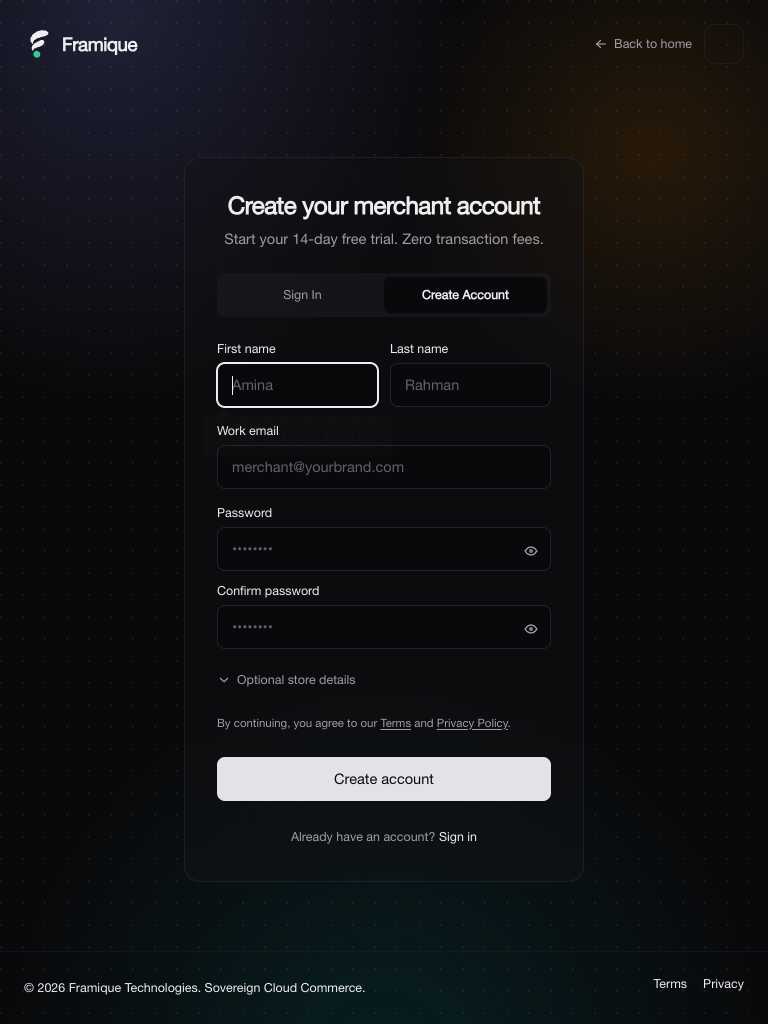 Framique
Back to home
Create your merchant account
Start your 14-day free trial. Zero transaction fees.
Sign In
Create Account
First name
Last name
Amina
Rahman
Work email
merchant@yourbrand.com
Password
••••••••
Confirm password
••••••••
Optional store details
By continuing, you agree to our Terms and Privacy Policy.
Create account
Already have an account? Sign in
© 2026 Framique Technologies. Sovereign Cloud Commerce.
Terms
Privacy